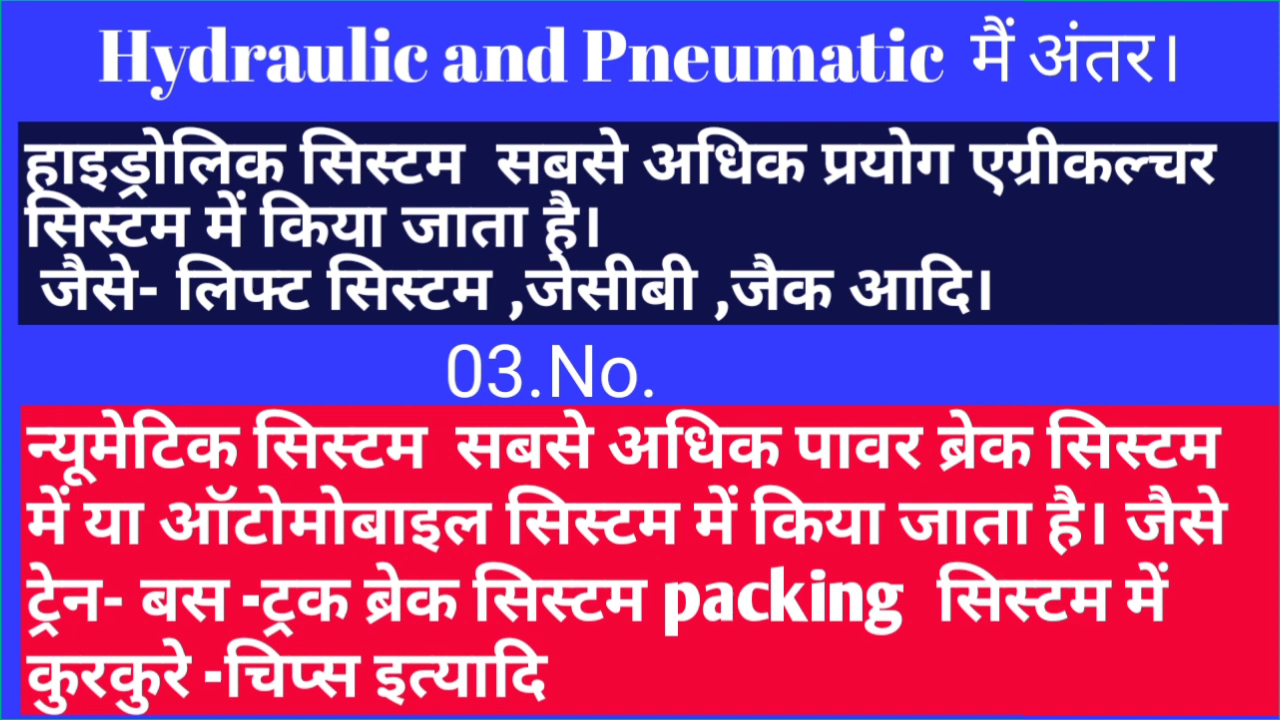 Hydraulic and Pneumatic मैं अंतर।
हाइड्रोलिक सिस्टम सबसे अधिक प्रयोग एग्रीकल्चर
सिस्टम में किया जाता है।
जैसे- लिफ्ट सिस्टम ,जेसीबी ,जैक आदि।
03.No.
न्यूमेटिक सिस्टम सबसे अधिक पावर ब्रेक सिस्टम
में या ऑटोमोबाइल सिस्टम में किया जाता है। जैसे
ट्रेन- बस -ट्रक ब्रेक सिस्टम packing सिस्टम में
कुरकुरे -चिप्स इत्यादि